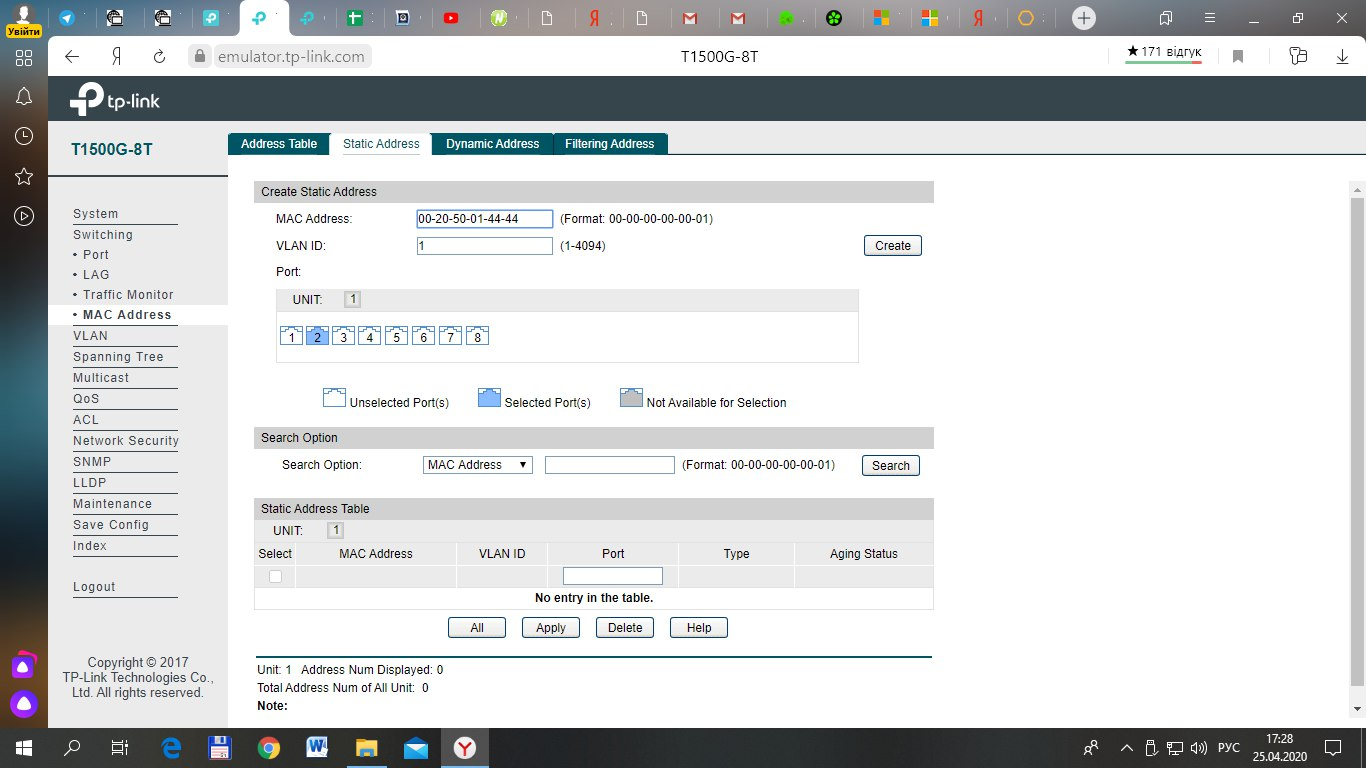 Увійти
emulator.tp-link.com
T1500G-8T
★ 171 відгук
tp-link
T1500G-8T
Address Table
Static Address
Dynamic Address
Filtering Address
System
Switching
• Port
• LAG
• Traffic Monitor
• MAC Address
VLAN
Spanning Tree
Multicast
QoS
ACL
Network Security
SNMP
LLDP
Maintenance
Save Config
Index
Logout
Copyright © 2017
TP-Link Technologies Co.,
Ltd. All rights reserved.
Create Static Address
MAC Address: 00-20-50-01-44-44 (Format: 00-00-00-00-00-01)
VLAN ID: 1 (1-4094) Create
Port:
UNIT: 1
1 2 3 4 5 6 7 8
Unselected Port(s) Selected Port(s) Not Available for Selection
Search Option
Search Option: MAC Address (Format: 00-00-00-00-00-01) Search
Static Address Table
UNIT: 1
Select MAC Address VLAN ID Port Type Aging Status
No entry in the table.
All Apply Delete Help
Unit: 1 Address Num Displayed: 0
Total Address Num of All Unit: 0
Note:
РУС
17:28
25.04.2020